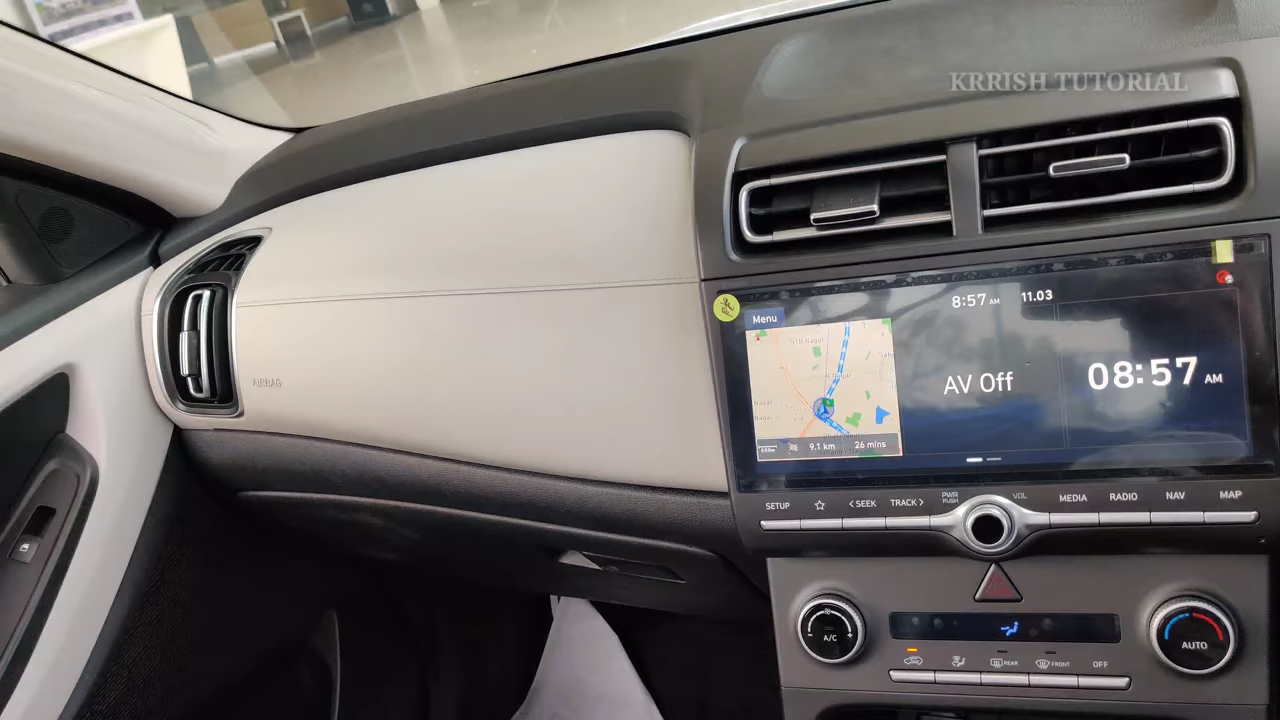 KRRISH TUTORIAL
8:57 AM 11.03
Menu
AV Off
08:57 AM
9.1 km 26 mins
AIRBAG
SETUP
< SEEK TRACK >
PWR PUSH
VOL
MEDIA RADIO NAV MAP
A/C
AUTO
REAR FRONT OFF